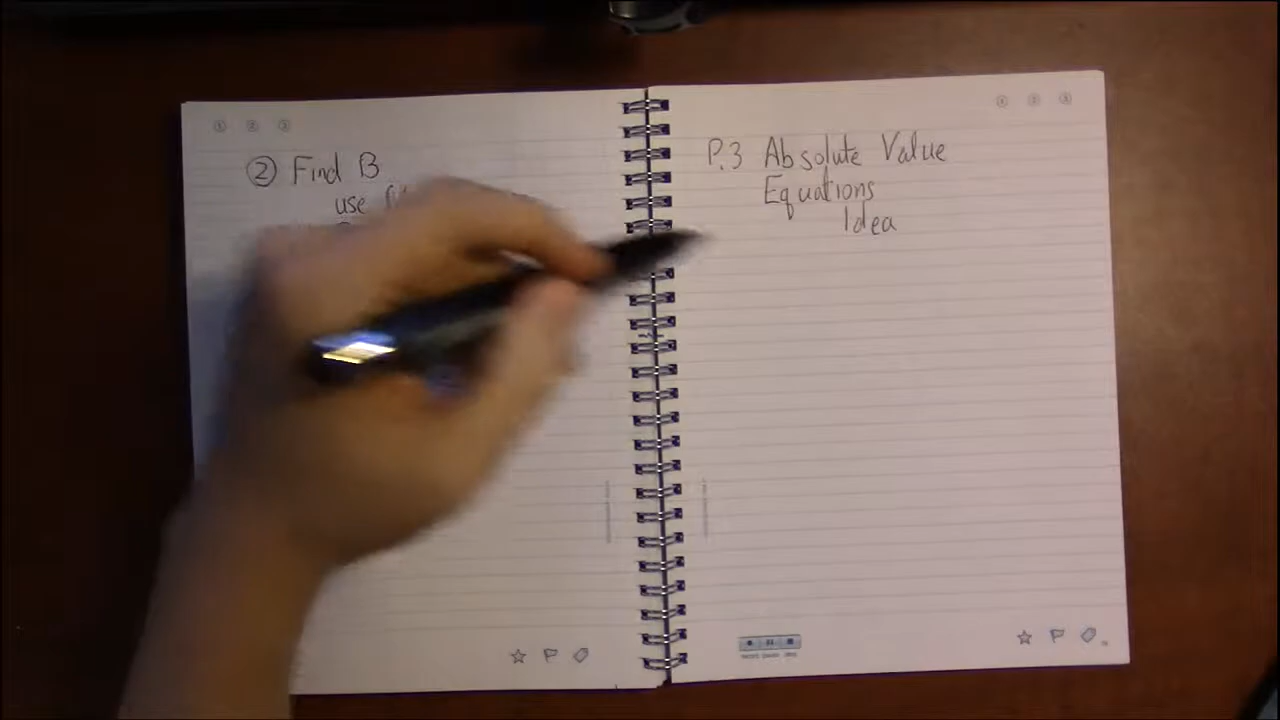 ② Find B
use
P.3 Absolute Value
Equations
Idea